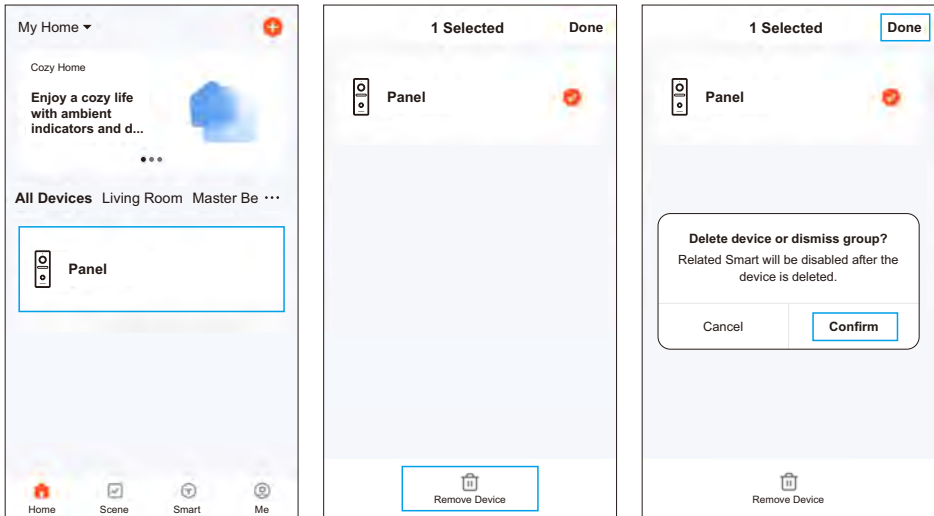 My Home
Cozy Home
Enjoy a cozy life
with ambient
indicators and d...
All Devices Living Room Master Be ···
Panel
Home Scene Smart Me
1 Selected Done
Panel
Remove Device
1 Selected Done
Panel
Delete device or dismiss group?
Related Smart will be disabled after the
device is deleted.
Cancel Confirm
Remove Device